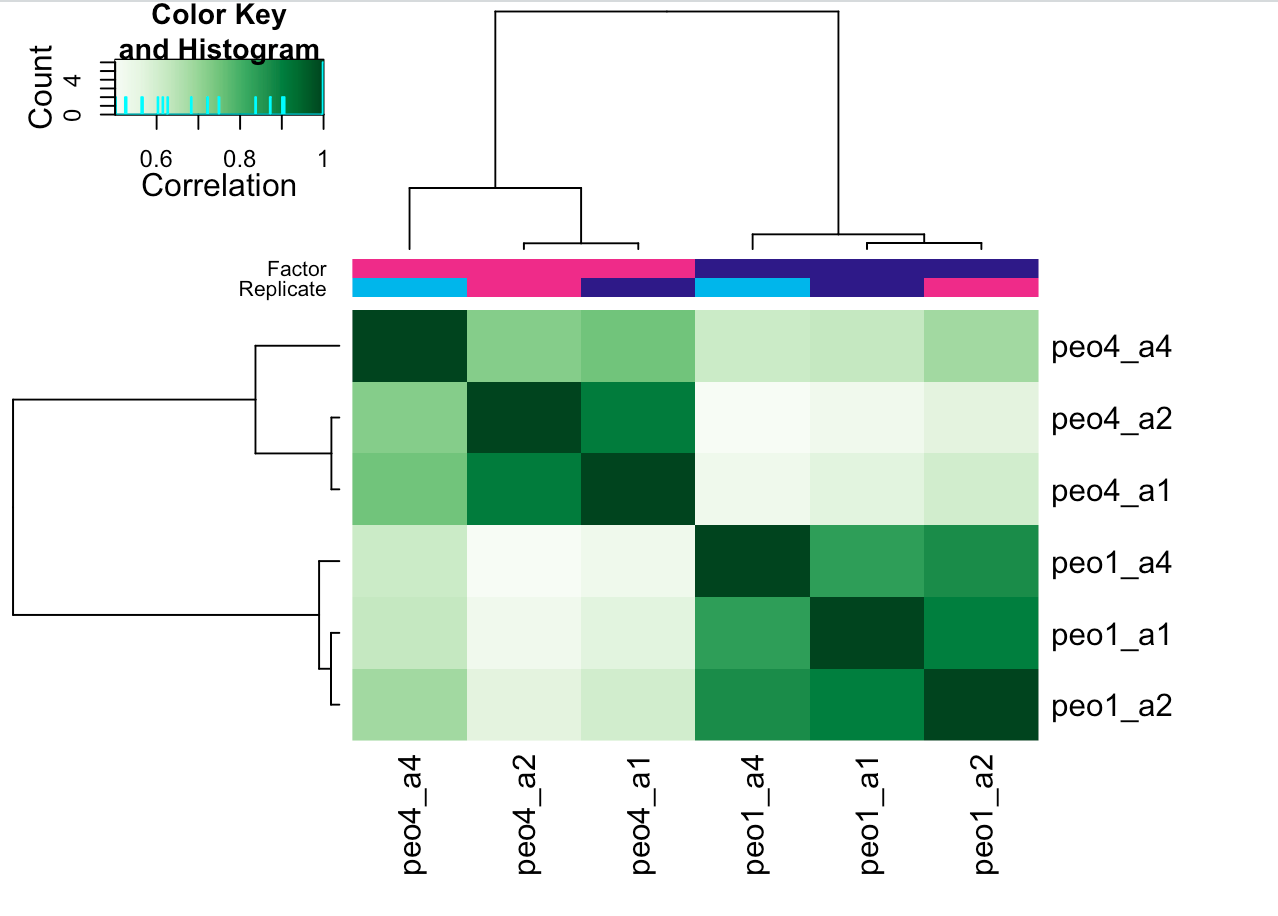 Color Key
and Histogram
Count
0 4
0.6 0.8 1
Correlation
Factor
Replicate
peo4_a4
peo4_a2
peo4_a1
peo1_a4
peo1_a1
peo1_a2
peo4_a4
peo4_a2
peo4_a1
peo1_a4
peo1_a1
peo1_a2